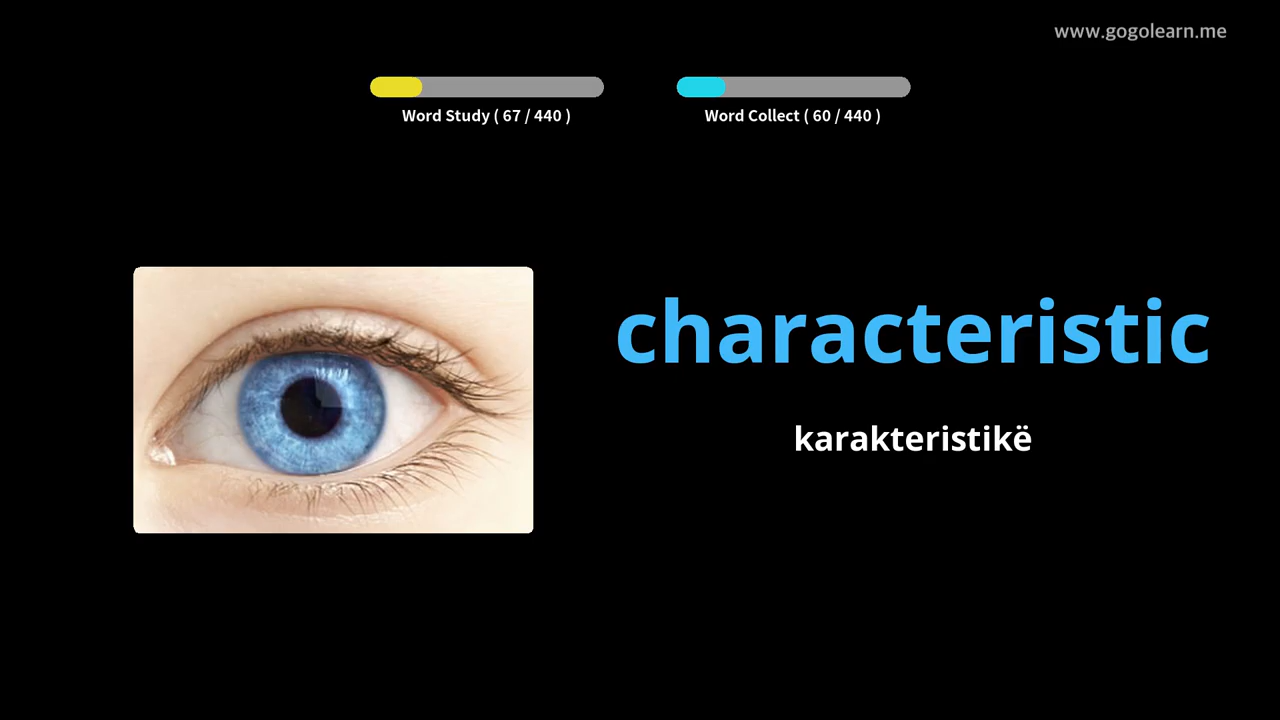 www.gogolearn.me
Word Study ( 67 / 440 )
Word Collect ( 60 / 440 )
characteristic
karakteristikë